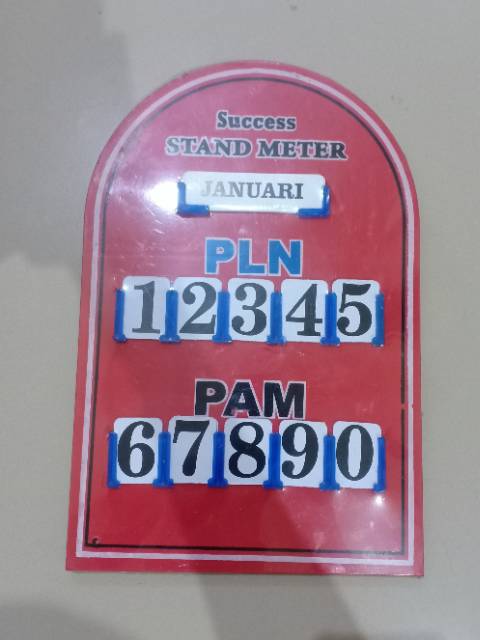 Success
STAND METER
JANUARI
PLN
12345
PAM
67890